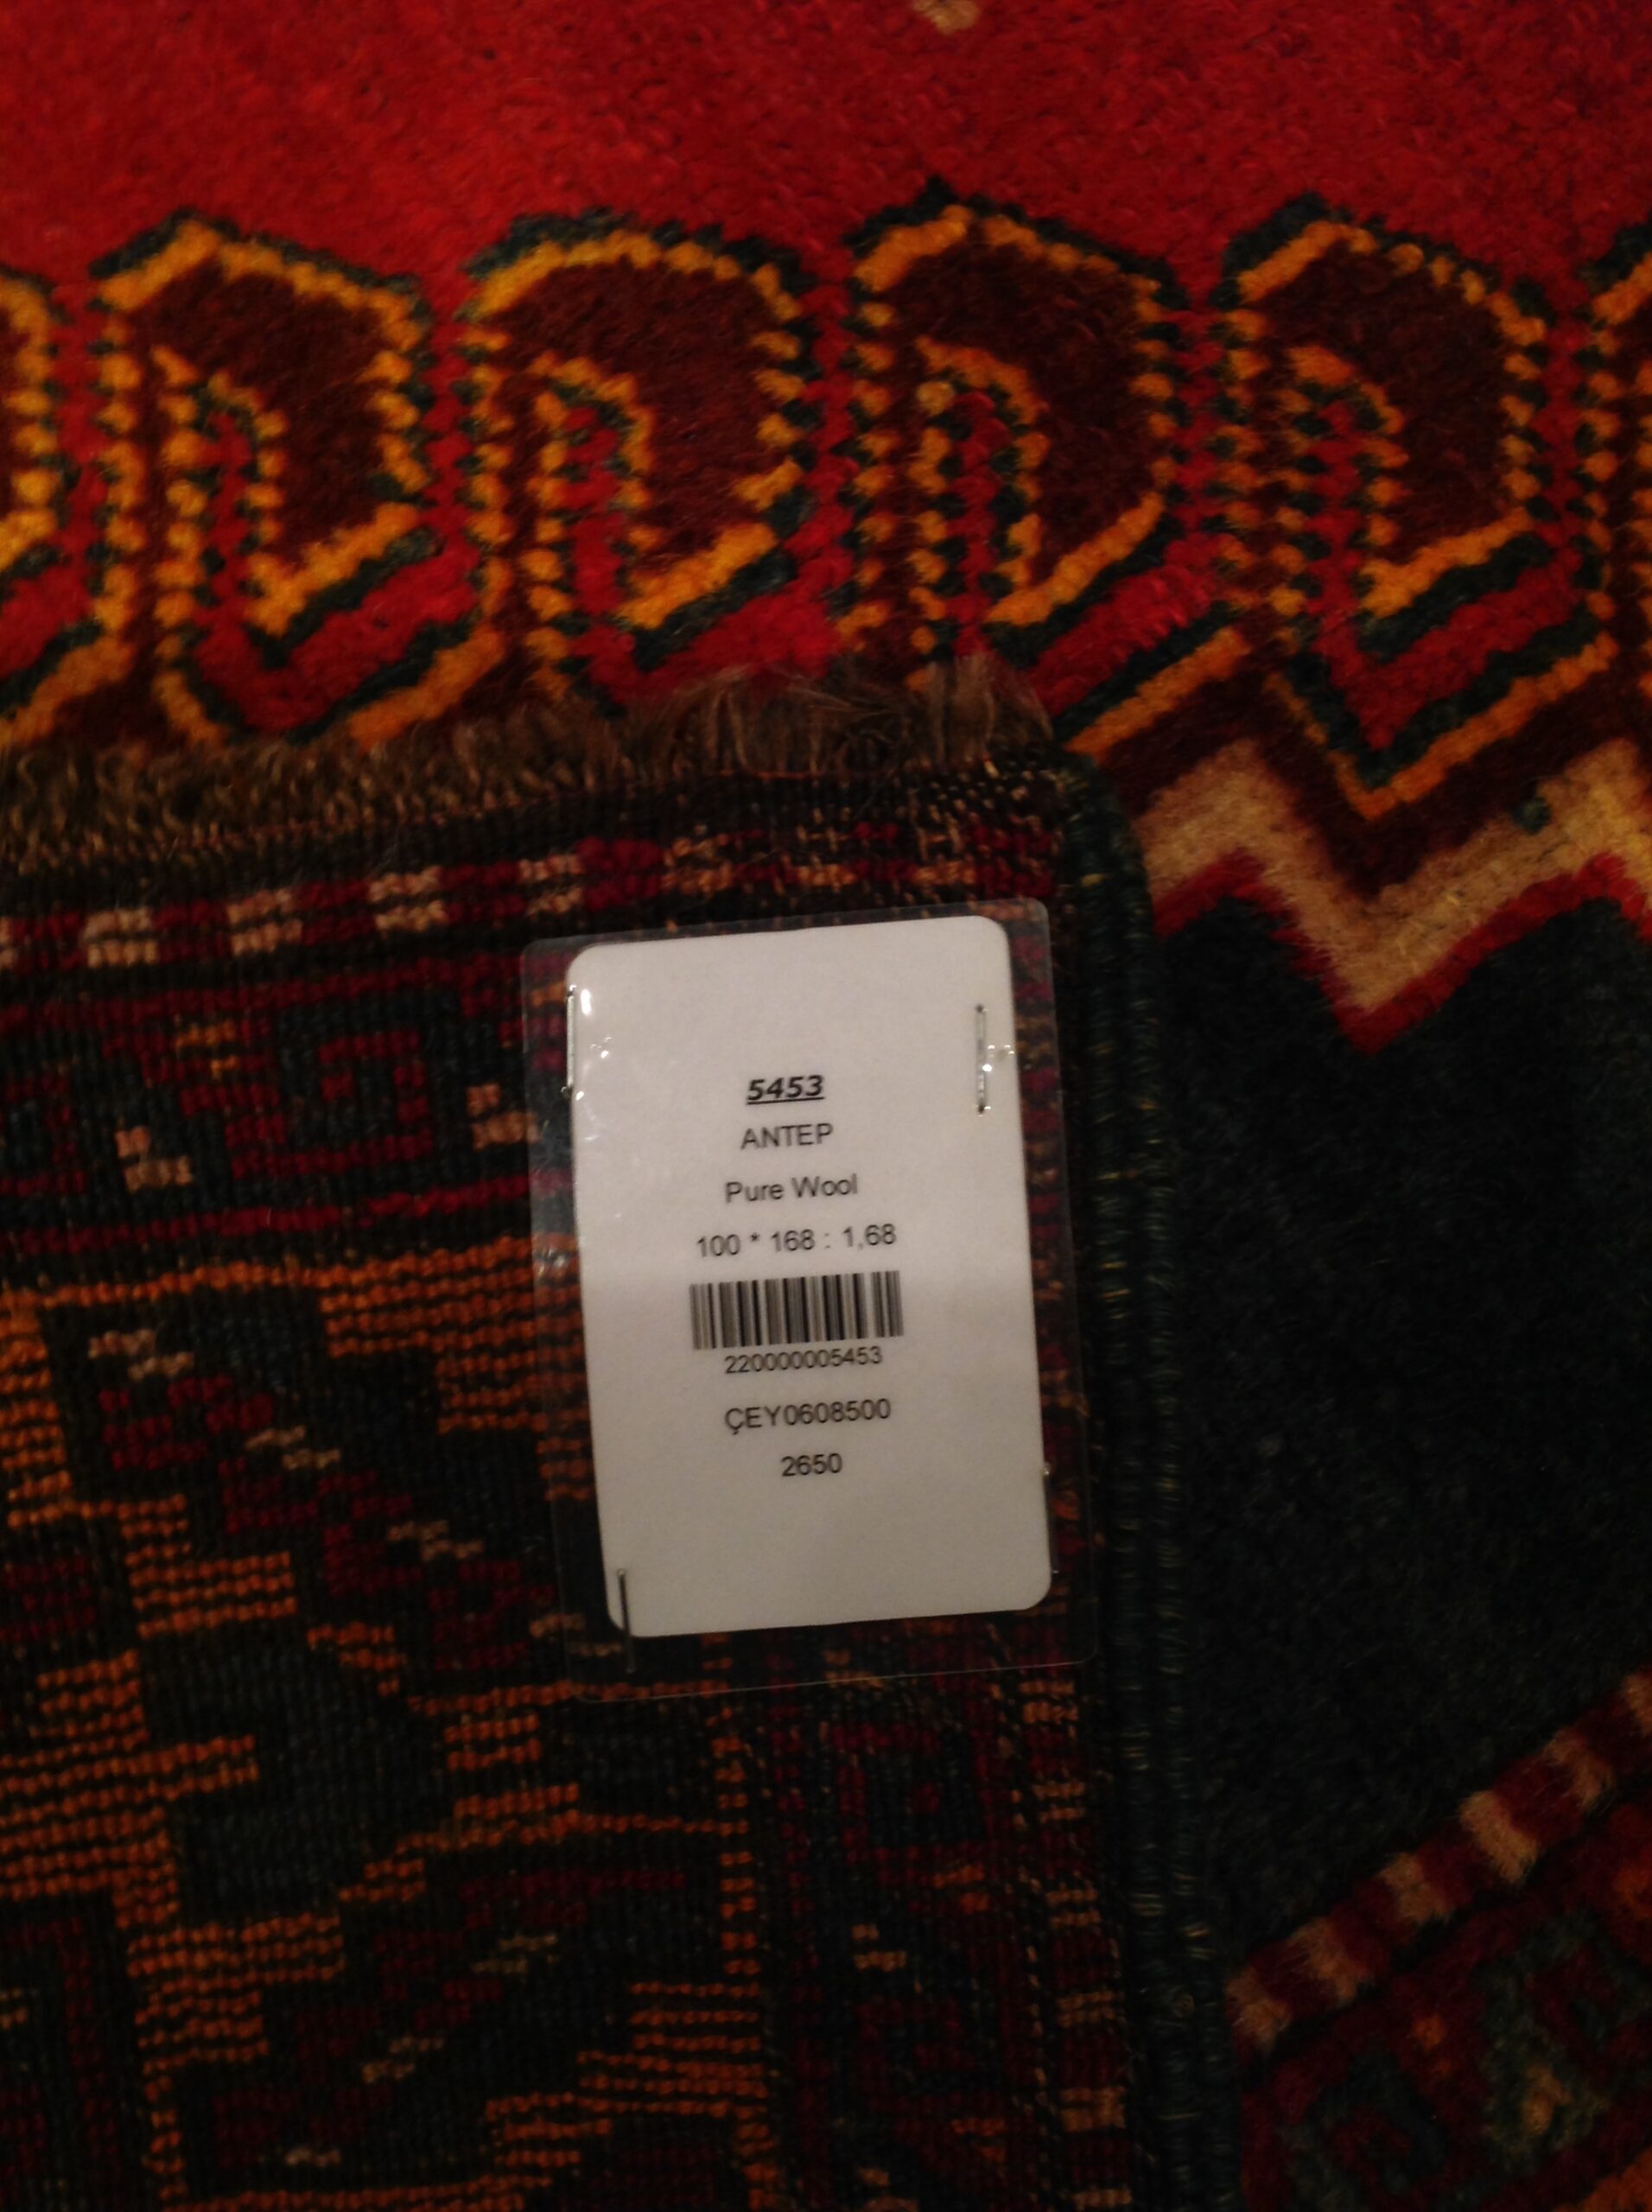 5453
ANTEP
Pure Wool
100 * 168 : 1,68
220000005453
ÇEY0608500
2650